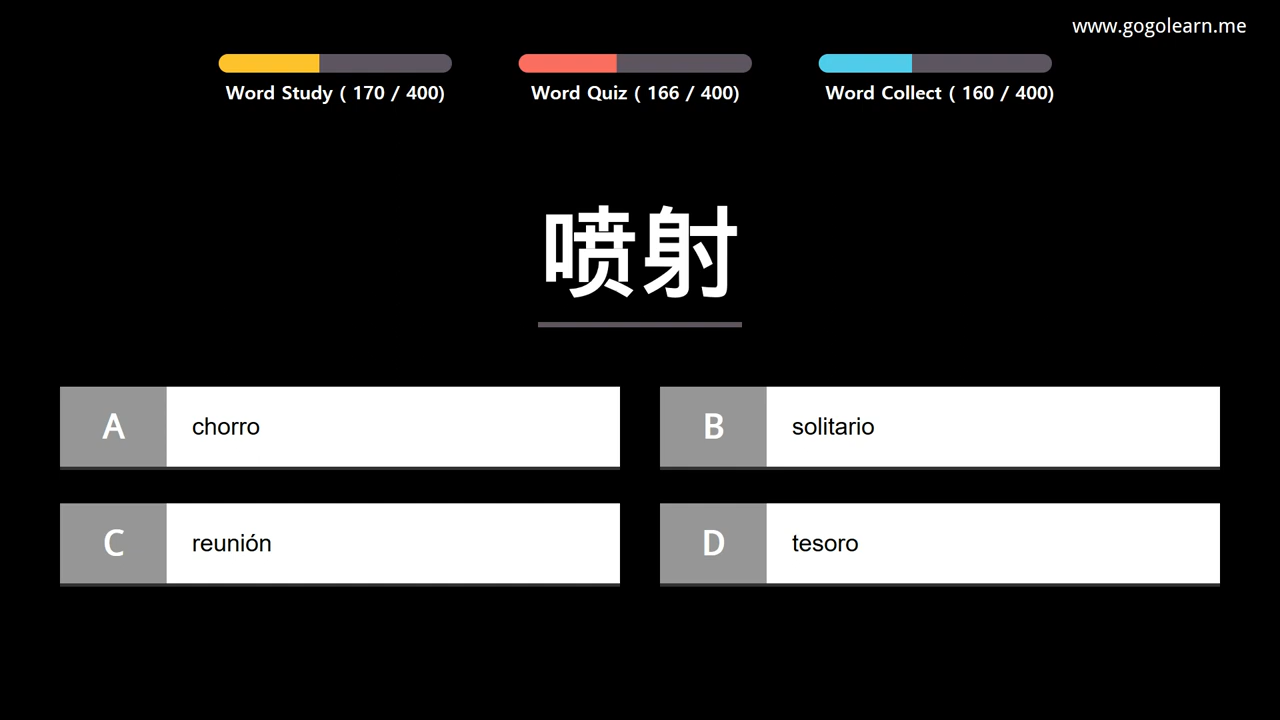 www.gogolearn.me
Word Study ( 170 / 400)
Word Quiz ( 166 / 400)
Word Collect ( 160 / 400)
喷射
A chorro
B solitario
C reunión
D tesoro